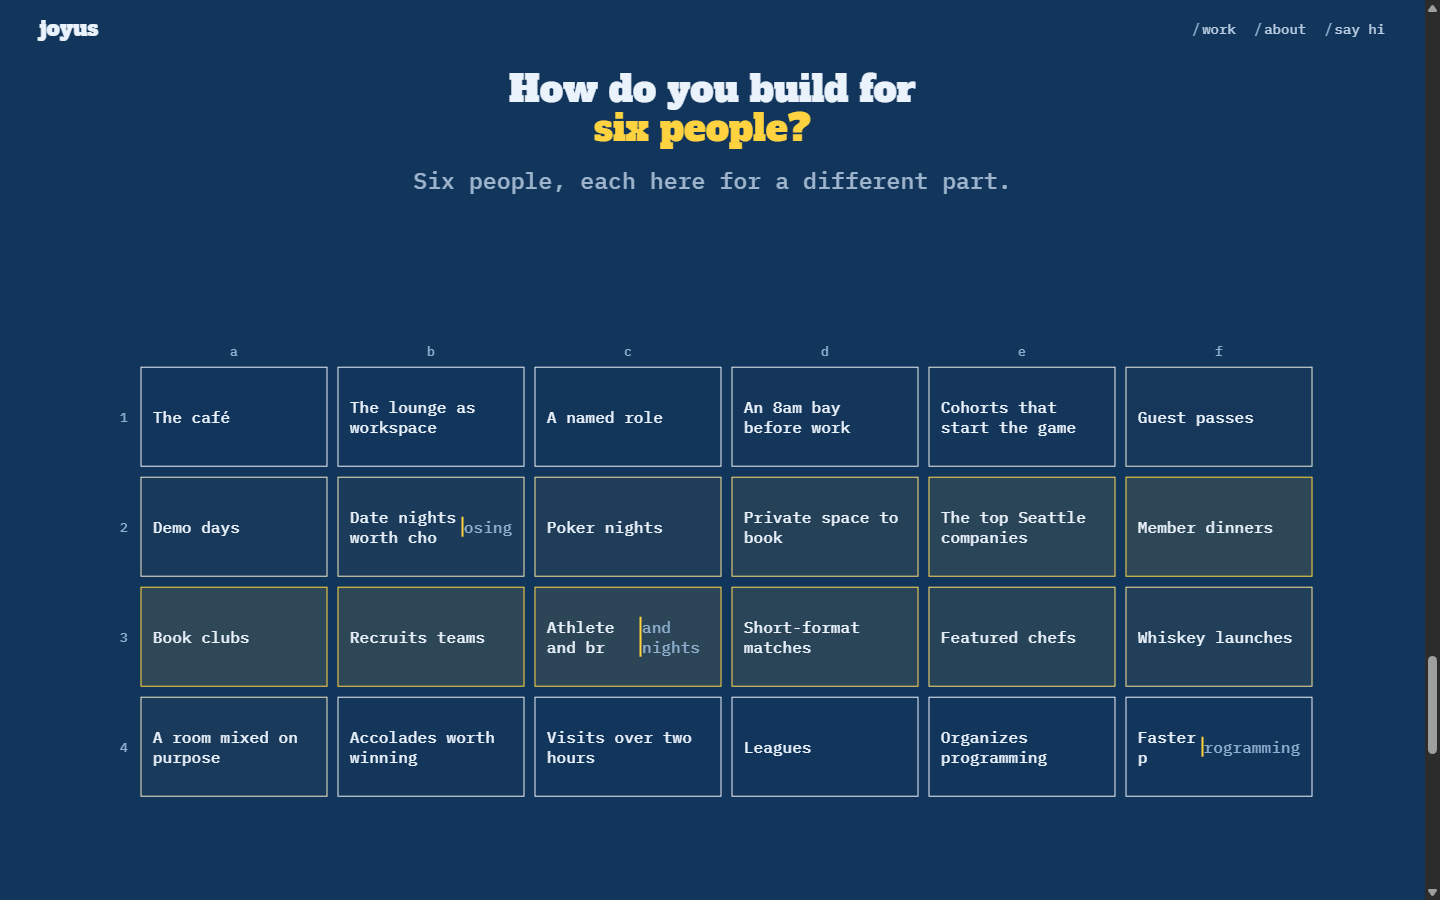 joyus
/work /about /say hi
How do you build for
six people?
Six people, each here for a different part.
a b c d e f
1
The café
The lounge as
workspace
A named role
An 8am bay
before work
Cohorts that
start the game
Guest passes
2
Demo days
Date nights
worth cho
osing
Poker nights
Private space to
book
The top Seattle
companies
Member dinners
3
Book clubs
Recruits teams
Athlete
and br
and
nights
Short-format
matches
Featured chefs
Whiskey launches
4
A room mixed on
purpose
Accolades worth
winning
Visits over two
hours
Leagues
Organizes
programming
Faster
p
rogramming